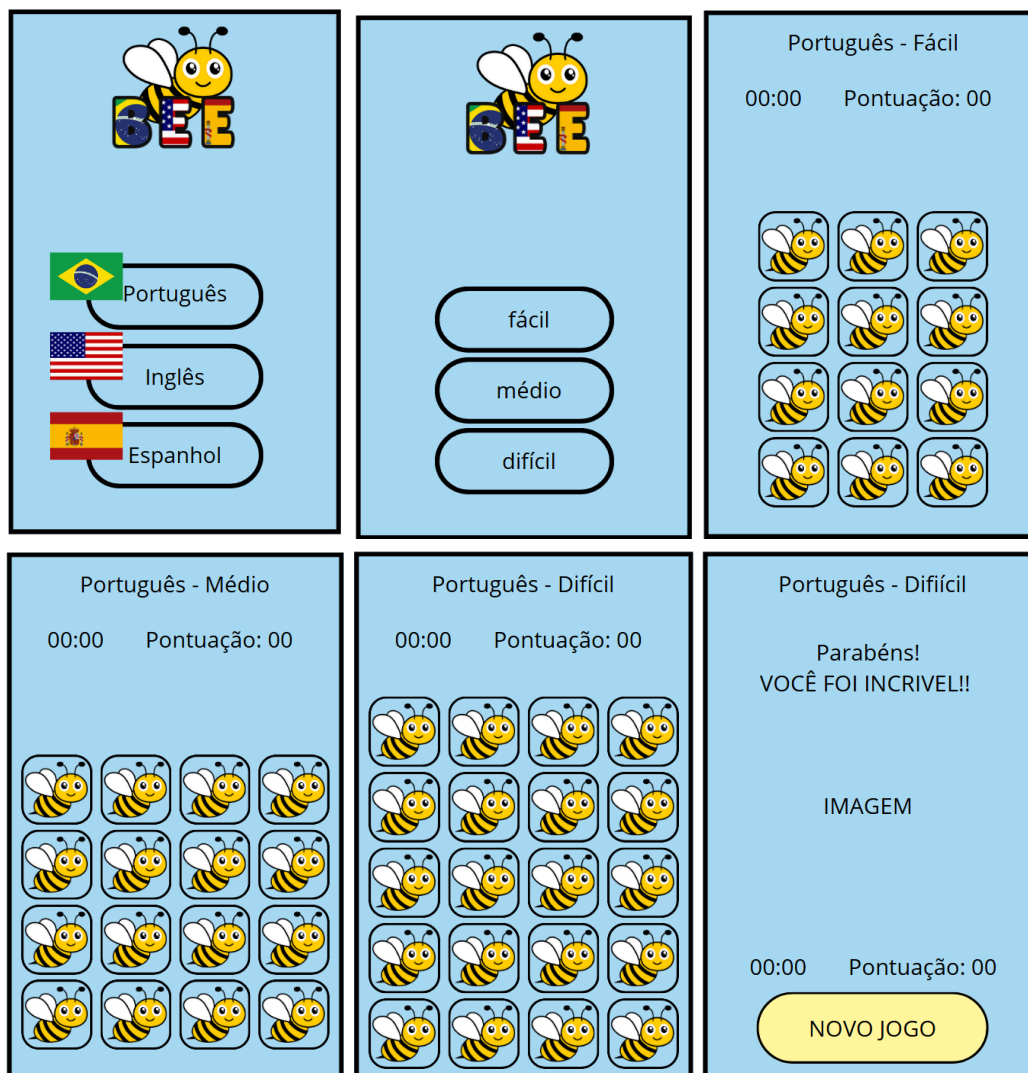 BEE
Português
Inglês
Espanhol
BEE
fácil
médio
difícil
Português - Fácil
00:00 Pontuação: 00
Português - Médio
00:00 Pontuação: 00
Português - Difícil
00:00 Pontuação: 00
Português - Difiícil
Parabéns!
VOCÊ FOI INCRIVEL!!
IMAGEM
00:00 Pontuação: 00
NOVO JOGO